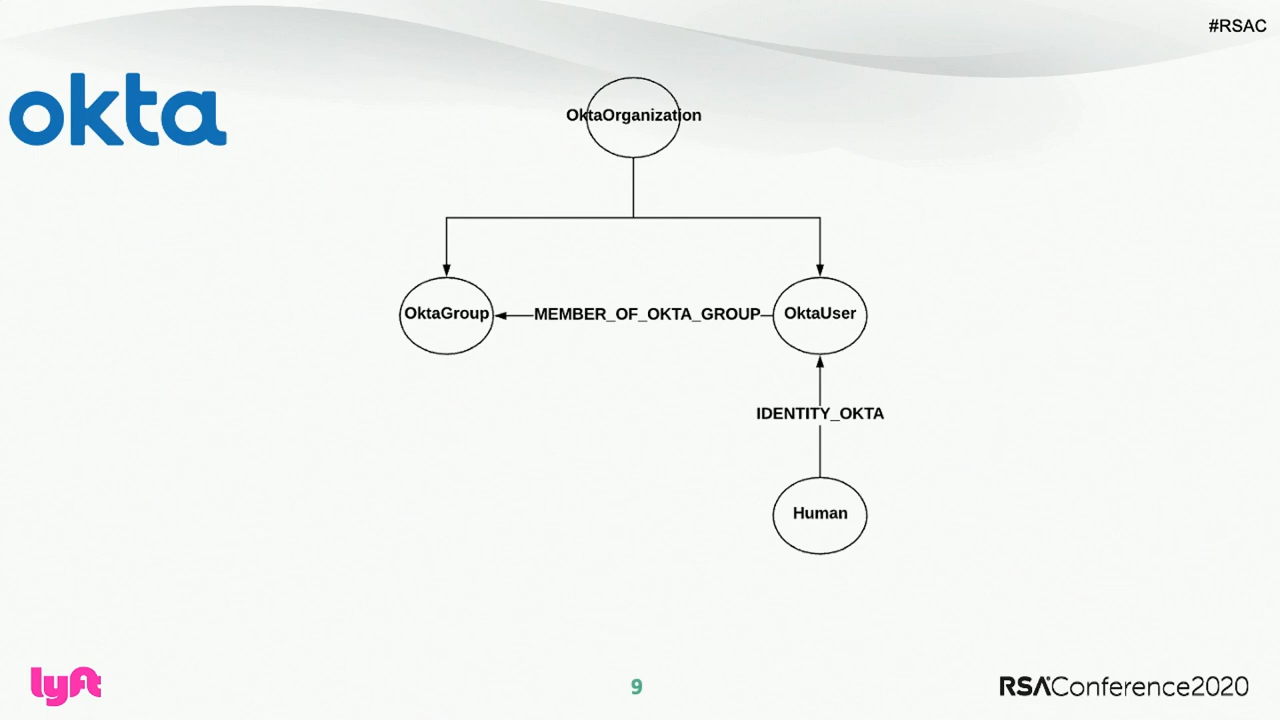 #RSAC
okta
OktaOrganization
OktaGroup
MEMBER_OF_OKTA_GROUP
OktaUser
IDENTITY_OKTA
Human
lyft
9
RSAConference2020